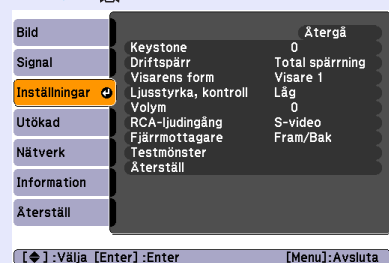 Bild
Signal
Inställningar
Utökad
Nätverk
Information
Återställ
Återgå
Keystone 0
Driftspärr Total spärrning
Visarens form Visare 1
Ljusstyrka, kontroll Låg
Volym 0
RCA-ljudingång S-video
Fjärrmottagare Fram/Bak
Testmönster
Återställ
[◆] :Välja [Enter] :Enter [Menu]:Avsluta